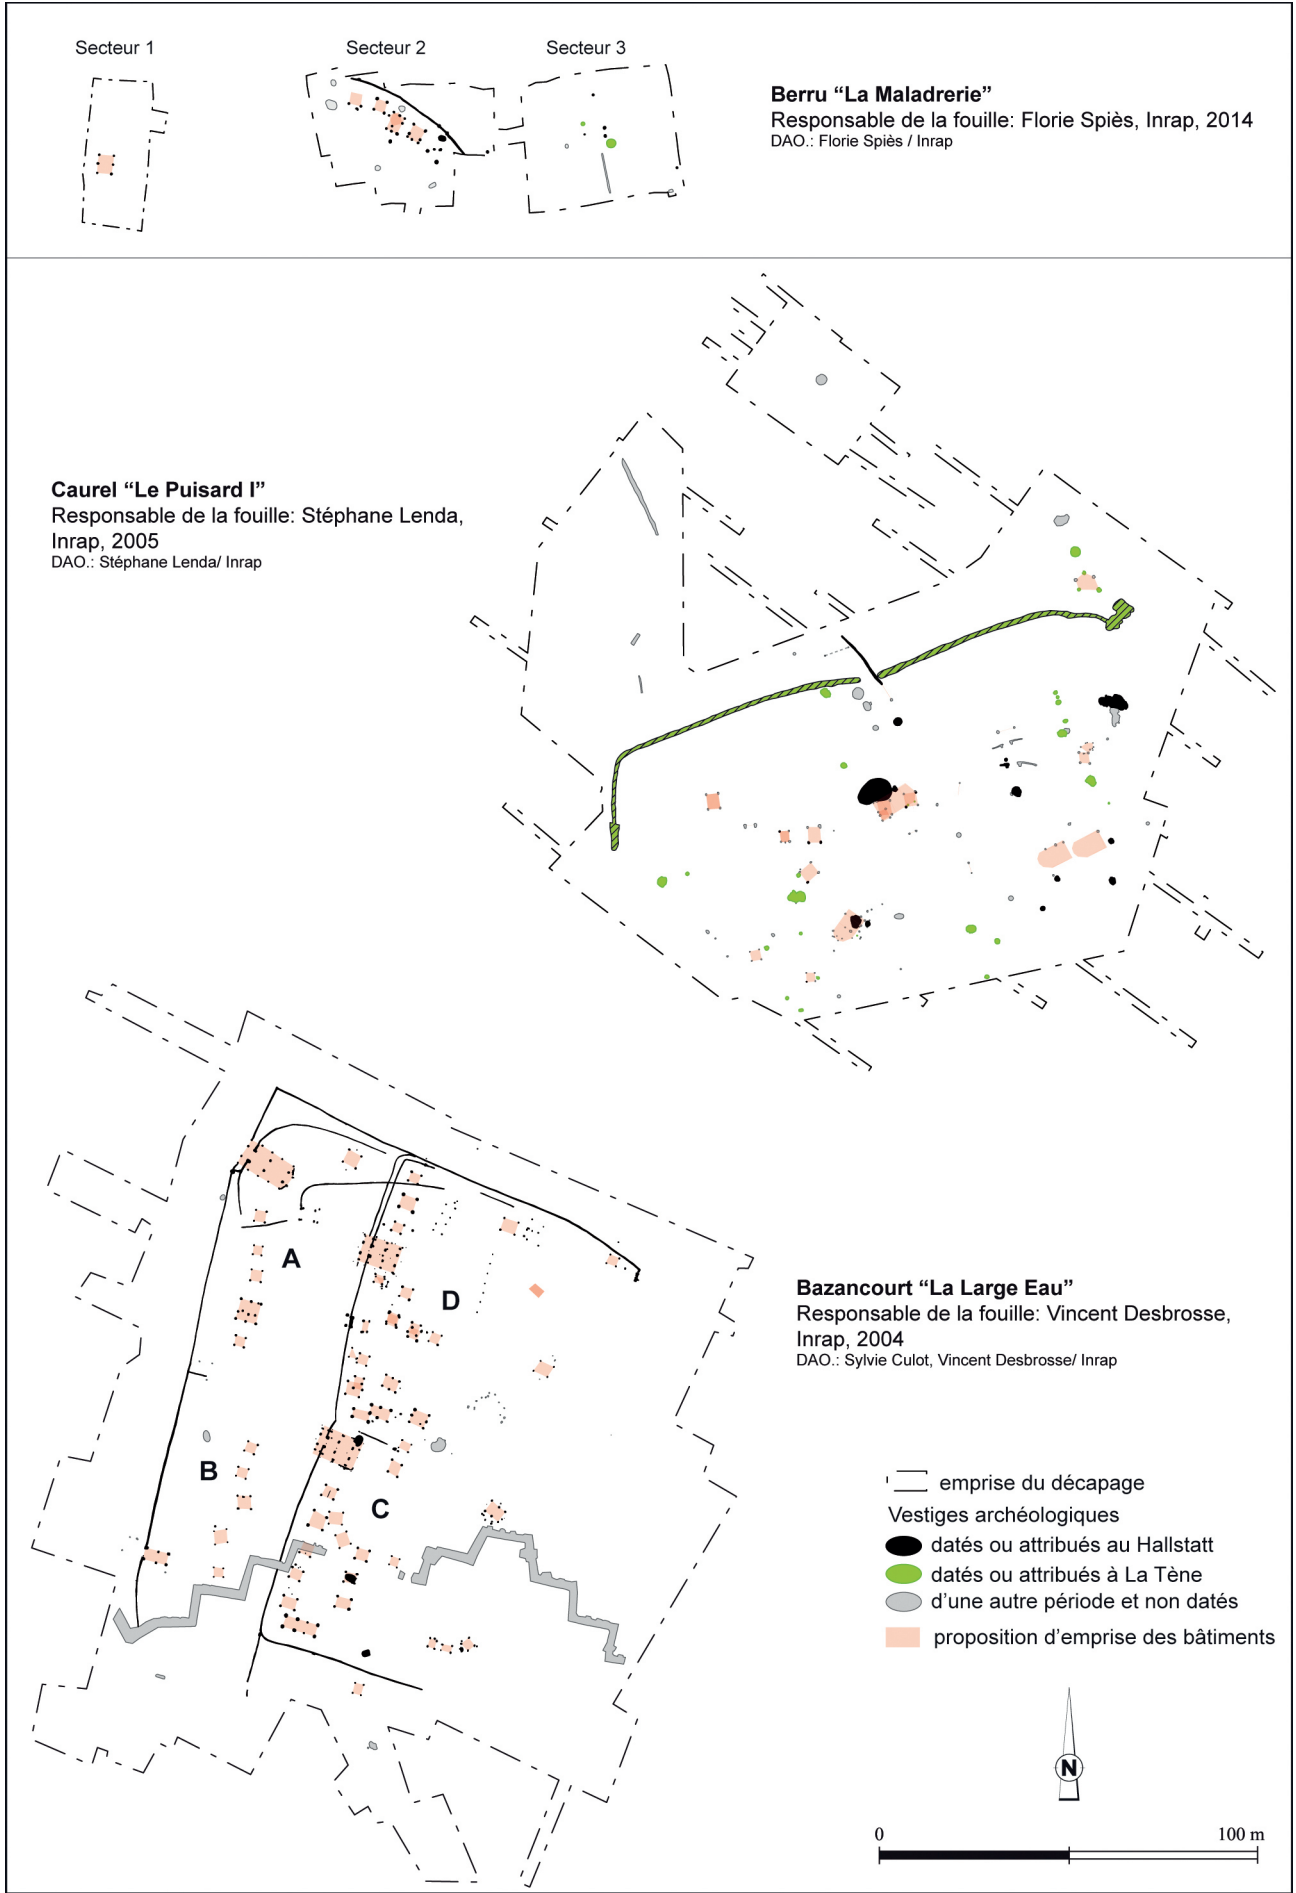 Secteur 1
Secteur 2
Secteur 3
Berru “La Maladrerie”
Responsable de la fouille: Florie Spiès, Inrap, 2014
DAO.: Florie Spiès / Inrap
Caurel “Le Puisard I”
Responsable de la fouille: Stéphane Lenda,
Inrap, 2005
DAO.: Stéphane Lenda/ Inrap
A
D
B
C
Bazancourt “La Large Eau”
Responsable de la fouille: Vincent Desbrosse,
Inrap, 2004
DAO.: Sylvie Culot, Vincent Desbrosse/ Inrap
emprise du décapage
Vestiges archéologiques
datés ou attribués au Hallstatt
datés ou attribués à La Tène
d’une autre période et non datés
proposition d’emprise des bâtiments
N
0 100 m